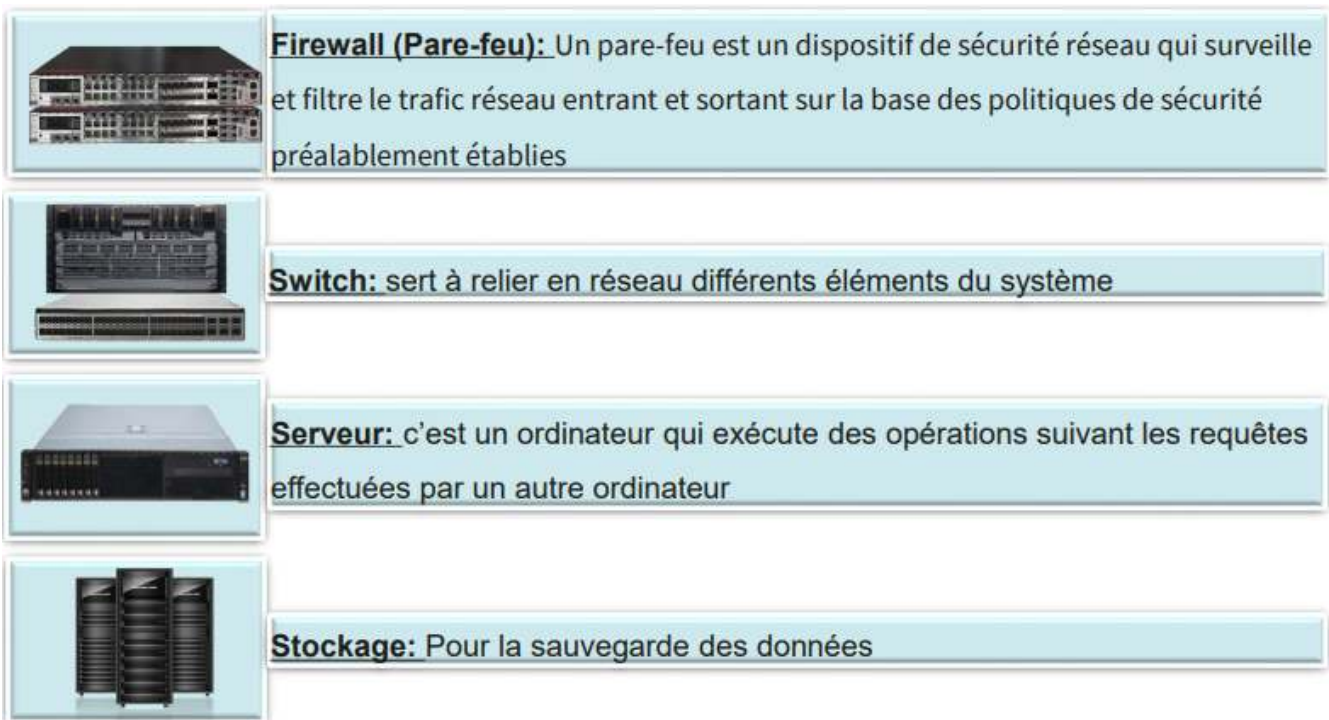 Firewall (Pare-feu): Un pare-feu est un dispositif de sécurité réseau qui surveille
et filtre le trafic réseau entrant et sortant sur la base des politiques de sécurité
préalablement établies
Switch: sert à relier en réseau différents éléments du système
Serveur: c’est un ordinateur qui exécute des opérations suivant les requêtes
effectuées par un autre ordinateur
Stockage: Pour la sauvegarde des données